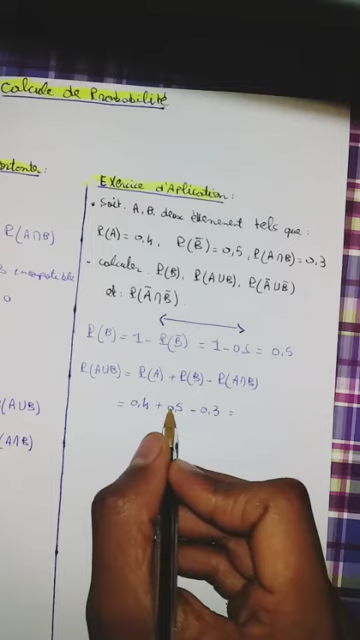 Calcule de Probabilité
P(A∩B)
0
P(A∪B)
P(A∩B)
Exercice d'Aplication :
• soit A, B deux évènement tels que :
P(A) = 0,4, P(B̄) = 0,5, P(A∩B) = 0,3
- calculer P(B), P(A∪B), P(Ā∪B̄)
et P(Ā∩B̄).
P(B) = 1 - P(B̄) = 1 - 0,5 = 0,5
P(A∪B) = P(A) + P(B) - P(A∩B)
= 0,4 + 0,5 - 0,3 =